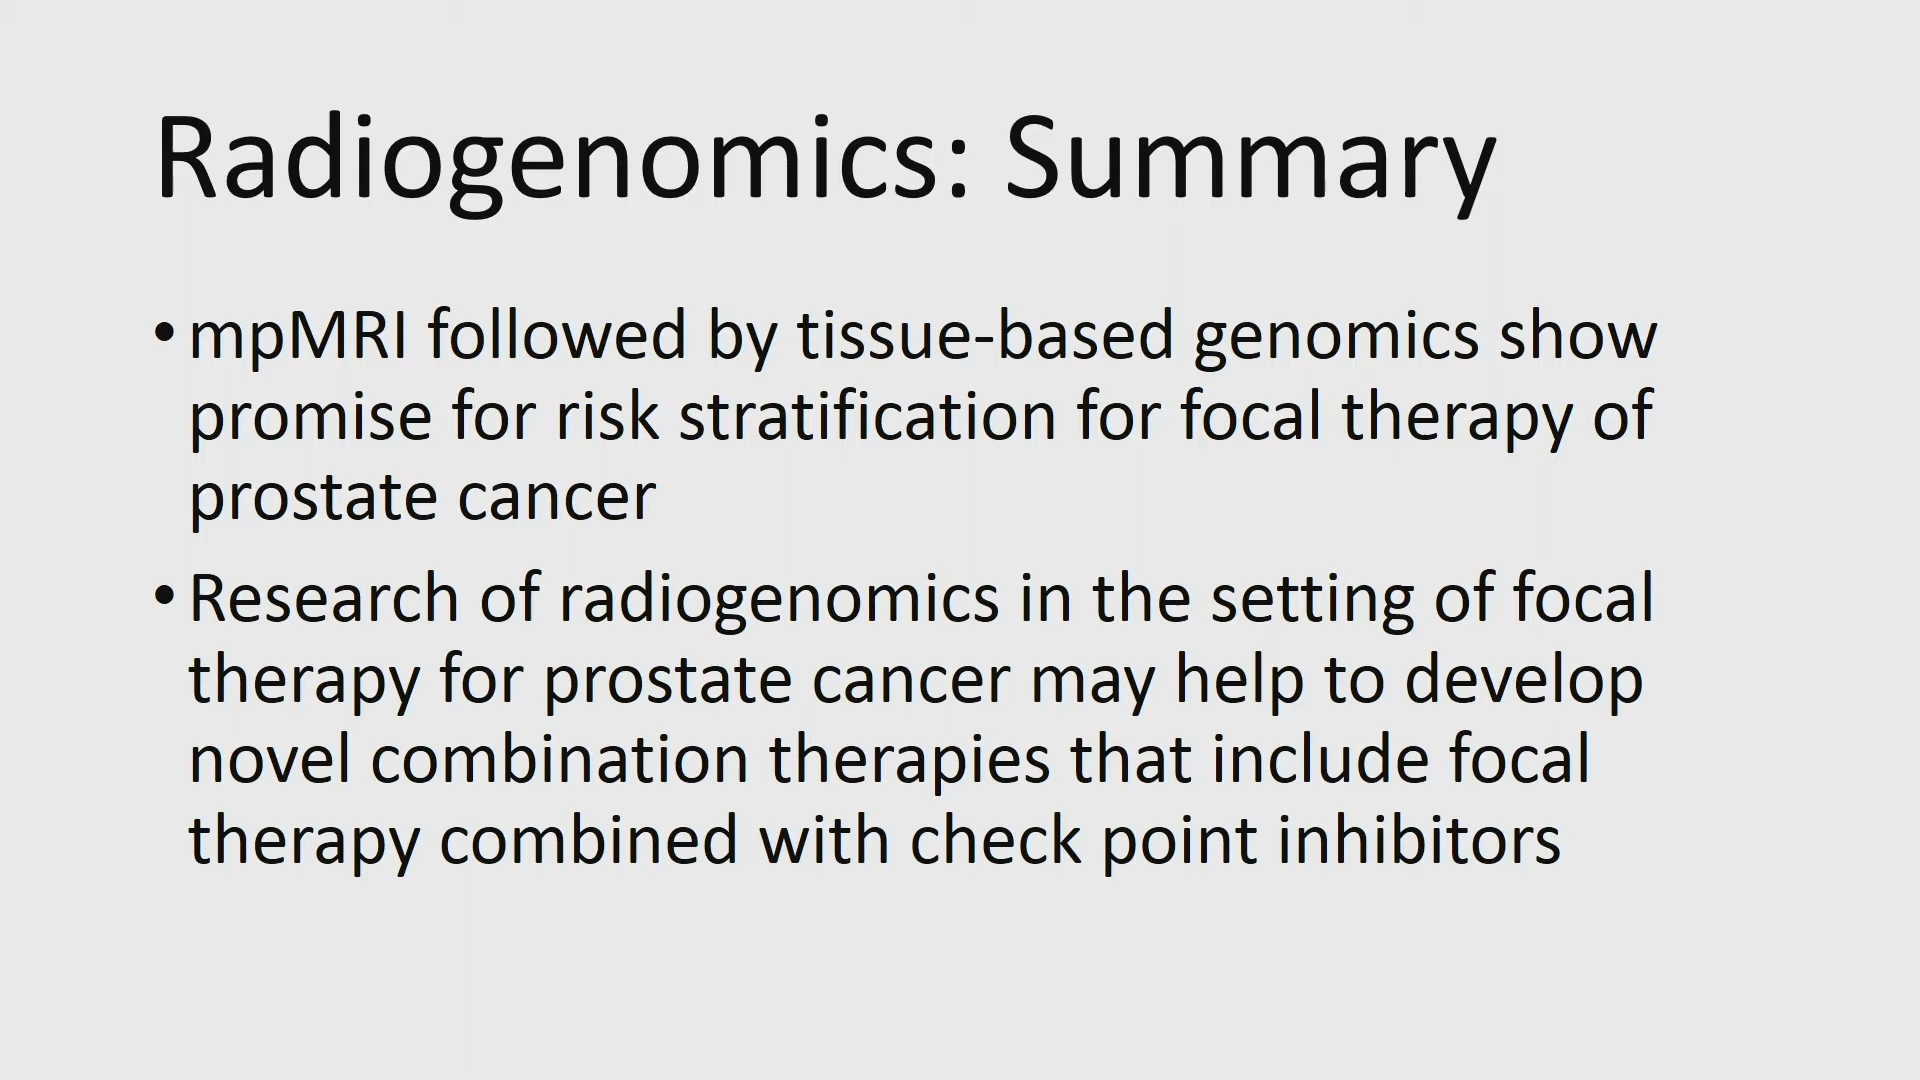 Radiogenomics: Summary
• mpMRI followed by tissue-based genomics show
promise for risk stratification for focal therapy of
prostate cancer
• Research of radiogenomics in the setting of focal
therapy for prostate cancer may help to develop
novel combination therapies that include focal
therapy combined with check point inhibitors